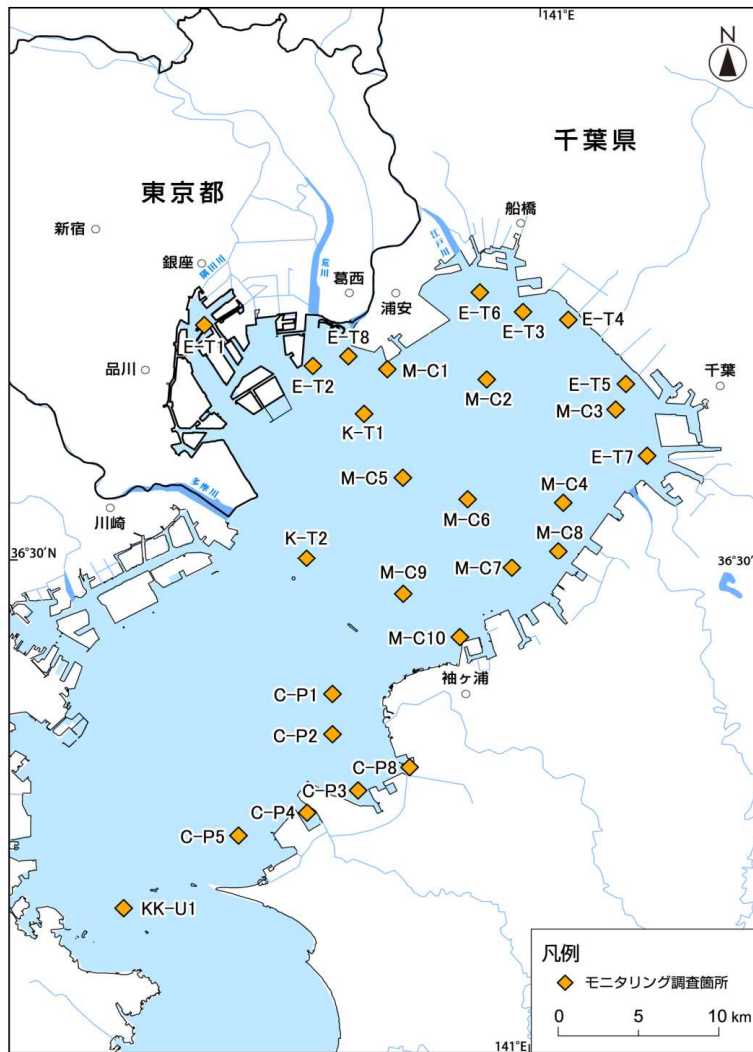 141°E
N
千葉県
東京都
船橋
新宿
江戸川
銀座
隅田川
荒川
葛西
浦安
E-T6
E-T3
E-T4
E-T1
E-T8
品川
E-T2
M-C1
M-C2
E-T5
千葉
M-C3
K-T1
E-T7
M-C5
M-C4
M-C6
多摩川
川崎
K-T2
M-C8
36°30′N
M-C7
36°30′
M-C9
M-C10
袖ヶ浦
C-P1
C-P2
C-P8
C-P3
C-P4
C-P5
KK-U1
凡例
モニタリング調査箇所
0 5 10 km
141°E